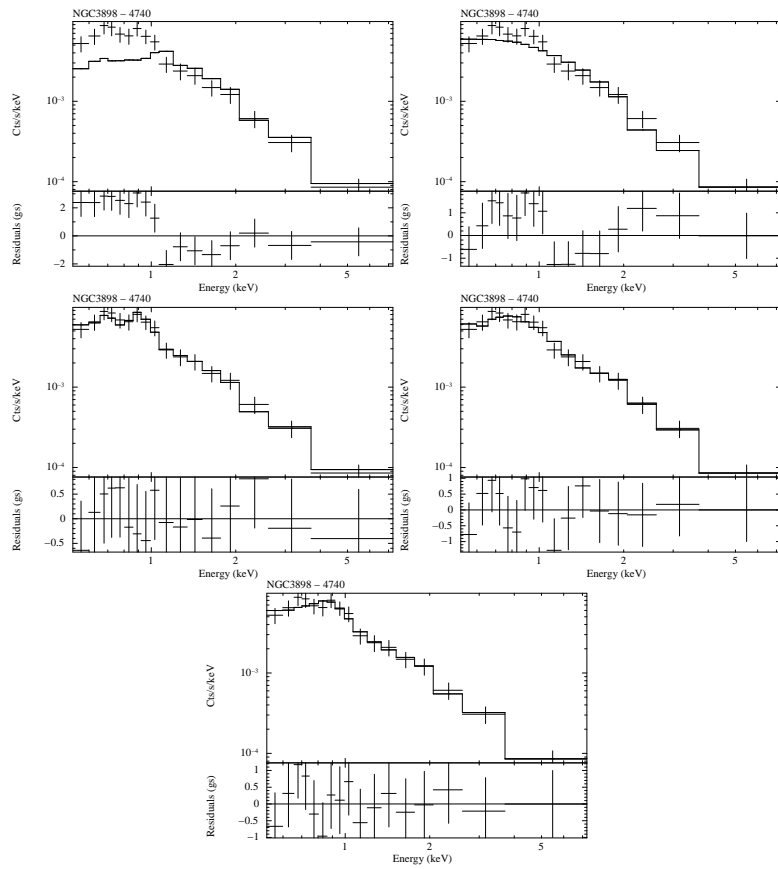 NGC3898 – 4740
10⁻³
10⁻⁴
Cts/s/keV
2
0
−2
Residuals (gs)
1 2 5
Energy (keV)
NGC3898 – 4740
10⁻³
10⁻⁴
Cts/s/keV
1
0
−1
Residuals (gs)
1 2 5
Energy (keV)
NGC3898 – 4740
10⁻³
10⁻⁴
Cts/s/keV
0.5
0
−0.5
Residuals (gs)
1 2 5
Energy (keV)
NGC3898 – 4740
10⁻³
10⁻⁴
Cts/s/keV
1
0.5
0
−0.5
−1
Residuals (gs)
1 2 5
Energy (keV)
NGC3898 – 4740
10⁻³
10⁻⁴
Cts/s/keV
1
0.5
0
−0.5
−1
Residuals (gs)
1 2 5
Energy (keV)